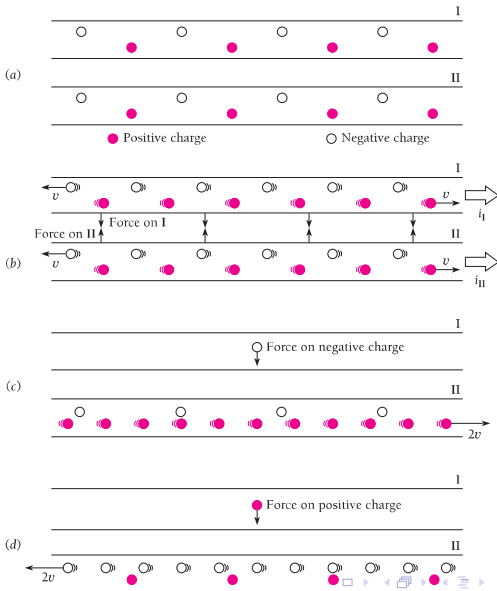 I
(a)
II
Positive charge Negative charge
I
v v
i_I
Force on I
Force on II
II
(b)
v v
i_II
I
Force on negative charge
(c)
II
2v
I
Force on positive charge
(d)
II
2v